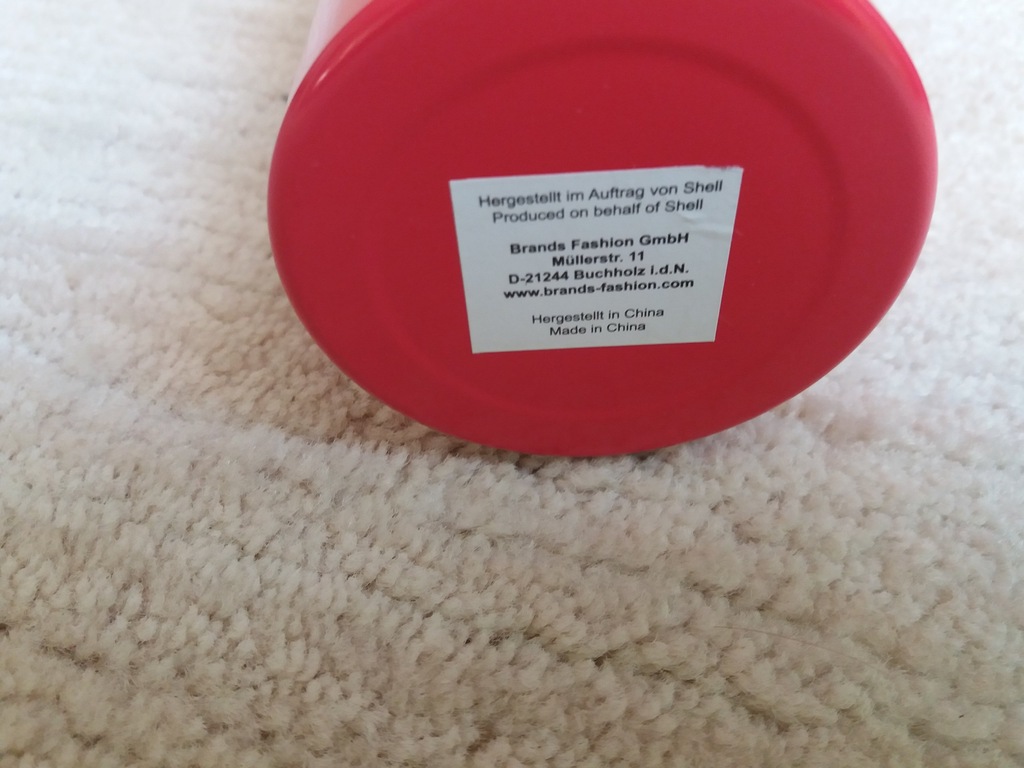 Hergestellt im Auftrag von Shell
Produced on behalf of Shell
Brands Fashion GmbH
Müllerstr. 11
D-21244 Buchholz i.d.N.
www.brands-fashion.com
Hergestellt in China
Made in China